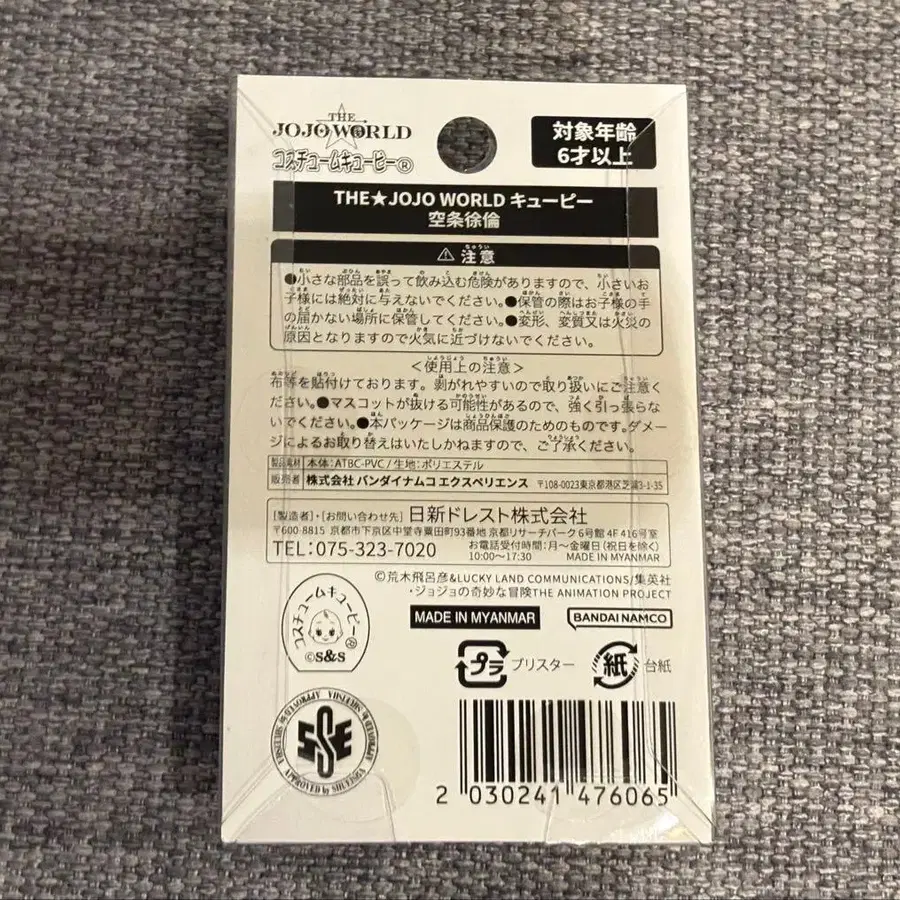 THE
JOJO WORLD
コスチュームキューピー®
対象年齢
6才以上
THE★JOJO WORLD キューピー
空条徐倫
⚠ 注意
●小さな部品を誤って飲み込む危険がありますので、小さいお
子様には絶対に与えないでください。●保管の際はお子様の手
の届かない場所に保管してください。●変形、変質又は火災の
原因となりますので火気に近づけないでください。
＜使用上の注意＞
布等を貼付けております。剥がれやすいので取り扱いにご注意く
ださい。●マスコットが抜ける可能性があるので、強く引っ張らな
いでください。●本パッケージは商品保護のためのものです。ダメー
ジによるお取り替えはいたしかねますので、ご了承ください。
製品素材 本体：ATBC-PVC / 生地：ポリエステル
販売者 株式会社 バンダイナムコ エクスペリエンス 〒108-0023東京都港区芝浦3-1-35
[製造者]・[お問い合わせ先] 日新ドレスト株式会社
〒600-8815 京都市下京区中堂寺粟田町93番地 京都リサーチパーク6号館 4F 416号室
TEL：075-323-7020 お電話受付時間：月～金曜日（祝日を除く）
10:00～17:30 MADE IN MYANMAR
©荒木飛呂彦&LUCKY LAND COMMUNICATIONS/集英社
・ジョジョの奇妙な冒険THE ANIMATION PROJECT
コスチュームキューピー®
©S&S
MADE IN MYANMAR
BANDAI NAMCO
プラ ブリスター
紙 台紙
APPROVED by SHUEISHA APPROVED by SHUEISHA APPROVED by SHUEISHA
SSE
2 030241 476065